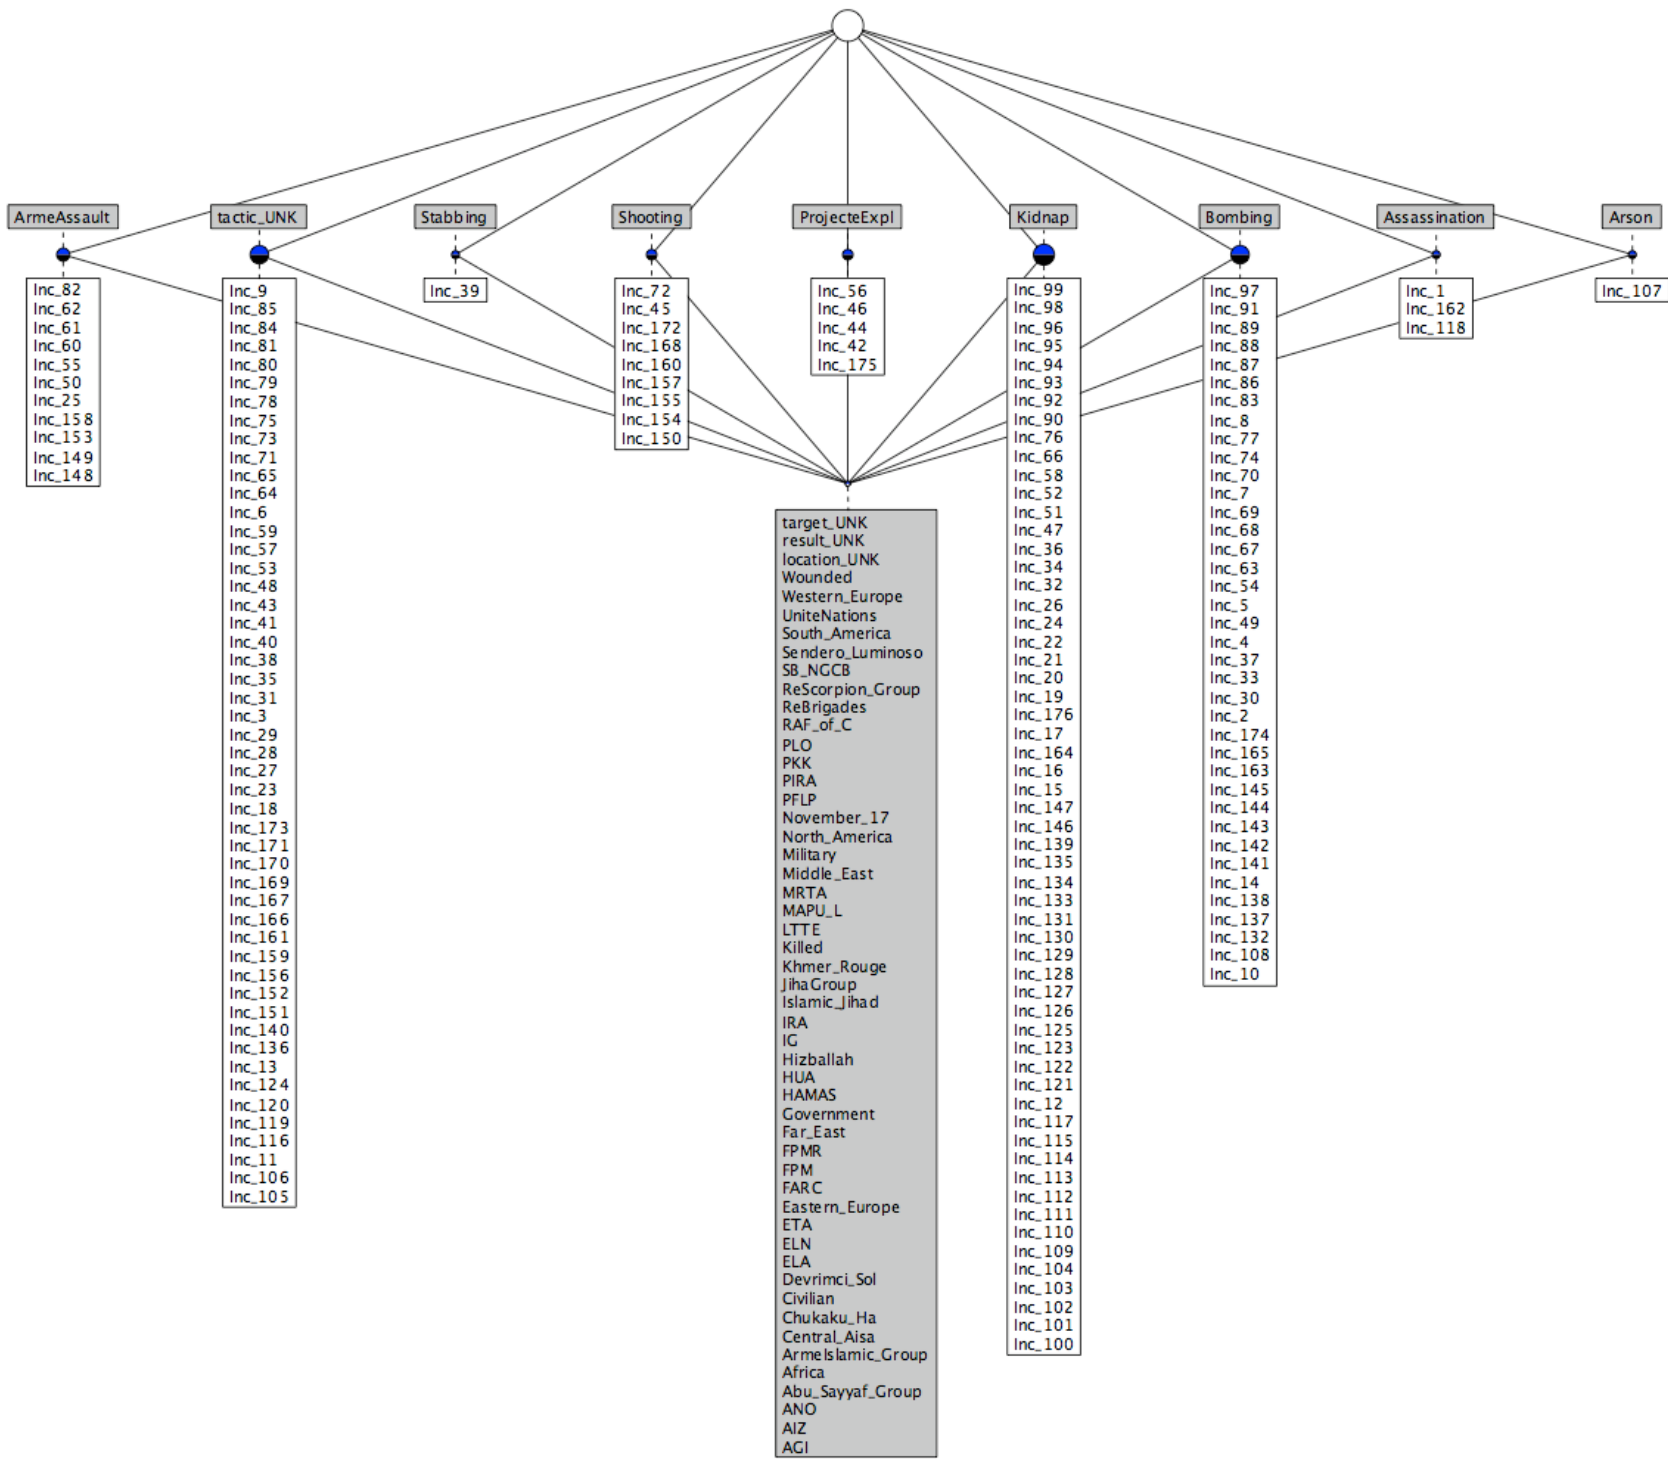 ArmeAssault
tactic_UNK
Stabbing
Shooting
ProjecteExpl
Kidnap
Bombing
Assassination
Arson
Inc_82
Inc_62
Inc_61
Inc_60
Inc_55
Inc_50
Inc_25
Inc_158
Inc_153
Inc_149
Inc_148
Inc_9
Inc_85
Inc_84
Inc_81
Inc_80
Inc_79
Inc_78
Inc_75
Inc_73
Inc_71
Inc_65
Inc_64
Inc_6
Inc_59
Inc_57
Inc_53
Inc_48
Inc_43
Inc_41
Inc_40
Inc_38
Inc_35
Inc_31
Inc_3
Inc_29
Inc_28
Inc_27
Inc_23
Inc_18
Inc_173
Inc_171
Inc_170
Inc_169
Inc_167
Inc_166
Inc_161
Inc_159
Inc_156
Inc_152
Inc_151
Inc_140
Inc_136
Inc_13
Inc_124
Inc_120
Inc_119
Inc_116
Inc_11
Inc_106
Inc_105
Inc_39
Inc_72
Inc_45
Inc_172
Inc_168
Inc_160
Inc_157
Inc_155
Inc_154
Inc_150
Inc_56
Inc_46
Inc_44
Inc_42
Inc_175
target_UNK
result_UNK
location_UNK
Wounded
Western_Europe
UniteNations
South_America
Sendero_Luminoso
SB_NGCB
ReScorpion_Group
ReBrigades
RAF_of_C
PLO
PKK
PIRA
PFLP
November_17
North_America
Military
Middle_East
MRTA
MAPU_L
LTTE
Killed
Khmer_Rouge
JihaGroup
Islamic_Jihad
IRA
IG
Hizballah
HUA
HAMAS
Government
Far_East
FPMR
FPM
FARC
Eastern_Europe
ETA
ELN
ELA
Devrimci_Sol
Civilian
Chukaku_Ha
Central_Aisa
ArmeIslamic_Group
Africa
Abu_Sayyaf_Group
ANO
AIZ
AGI
Inc_99
Inc_98
Inc_96
Inc_95
Inc_94
Inc_93
Inc_92
Inc_90
Inc_76
Inc_66
Inc_58
Inc_52
Inc_51
Inc_47
Inc_36
Inc_34
Inc_32
Inc_26
Inc_24
Inc_22
Inc_21
Inc_20
Inc_19
Inc_176
Inc_17
Inc_164
Inc_16
Inc_15
Inc_147
Inc_146
Inc_139
Inc_135
Inc_134
Inc_133
Inc_131
Inc_130
Inc_129
Inc_128
Inc_127
Inc_126
Inc_125
Inc_123
Inc_122
Inc_121
Inc_12
Inc_117
Inc_115
Inc_114
Inc_113
Inc_112
Inc_111
Inc_110
Inc_109
Inc_104
Inc_103
Inc_102
Inc_101
Inc_100
Inc_97
Inc_91
Inc_89
Inc_88
Inc_87
Inc_86
Inc_83
Inc_8
Inc_77
Inc_74
Inc_70
Inc_7
Inc_69
Inc_68
Inc_67
Inc_63
Inc_54
Inc_5
Inc_49
Inc_4
Inc_37
Inc_33
Inc_30
Inc_2
Inc_174
Inc_165
Inc_163
Inc_145
Inc_144
Inc_143
Inc_142
Inc_141
Inc_14
Inc_138
Inc_137
Inc_132
Inc_108
Inc_10
Inc_1
Inc_162
Inc_118
Inc_107